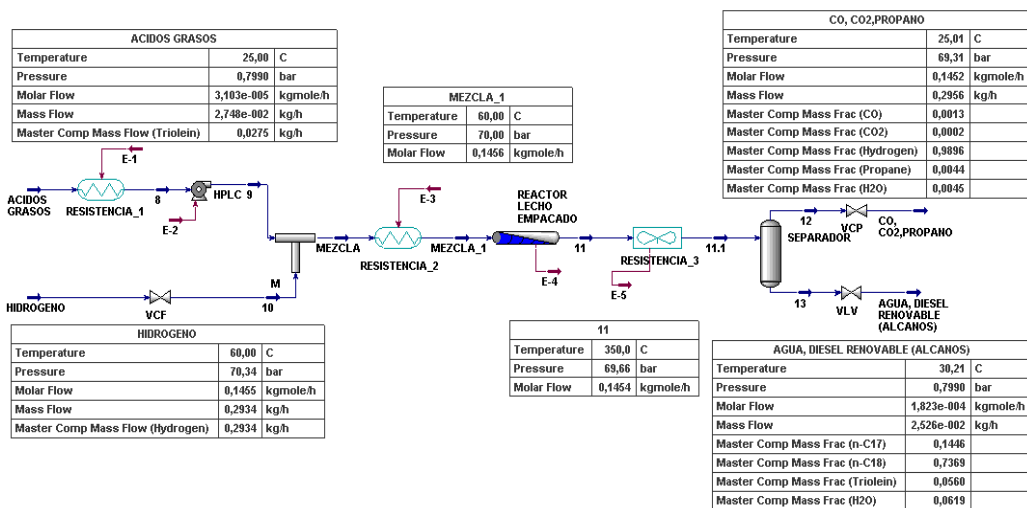 ACIDOS GRASOS
Temperature 25,00 C
Pressure 0,7990 bar
Molar Flow 3,103e-005 kgmole/h
Mass Flow 2,748e-002 kg/h
Master Comp Mass Flow (Triolein) 0,0275 kg/h
MEZCLA_1
Temperature 60,00 C
Pressure 70,00 bar
Molar Flow 0,1456 kgmole/h
CO, CO2,PROPANO
Temperature 25,01 C
Pressure 69,31 bar
Molar Flow 0,1452 kgmole/h
Mass Flow 0,2956 kg/h
Master Comp Mass Frac (CO) 0,0013
Master Comp Mass Frac (CO2) 0,0002
Master Comp Mass Frac (Hydrogen) 0,9896
Master Comp Mass Frac (Propane) 0,0044
Master Comp Mass Frac (H2O) 0,0045
E-1
ACIDOS
GRASOS
RESISTENCIA_1
8
E-2
HPLC
9
M
MEZCLA
E-3
RESISTENCIA_2
MEZCLA_1
REACTOR
LECHO
EMPACADO
E-4
11
RESISTENCIA_3
E-5
11.1
SEPARADOR
12
VCP
CO,
CO2,PROPANO
13
VLV
AGUA, DIESEL
RENOVABLE
(ALCANOS)
HIDROGENO
VCF
10
HIDROGENO
Temperature 60,00 C
Pressure 70,34 bar
Molar Flow 0,1455 kgmole/h
Mass Flow 0,2934 kg/h
Master Comp Mass Flow (Hydrogen) 0,2934 kg/h
11
Temperature 350,0 C
Pressure 69,66 bar
Molar Flow 0,1454 kgmole/h
AGUA, DIESEL RENOVABLE (ALCANOS)
Temperature 30,21 C
Pressure 0,7990 bar
Molar Flow 1,823e-004 kgmole/h
Mass Flow 2,526e-002 kg/h
Master Comp Mass Frac (n-C17) 0,1446
Master Comp Mass Frac (n-C18) 0,7369
Master Comp Mass Frac (Triolein) 0,0560
Master Comp Mass Frac (H2O) 0,0619